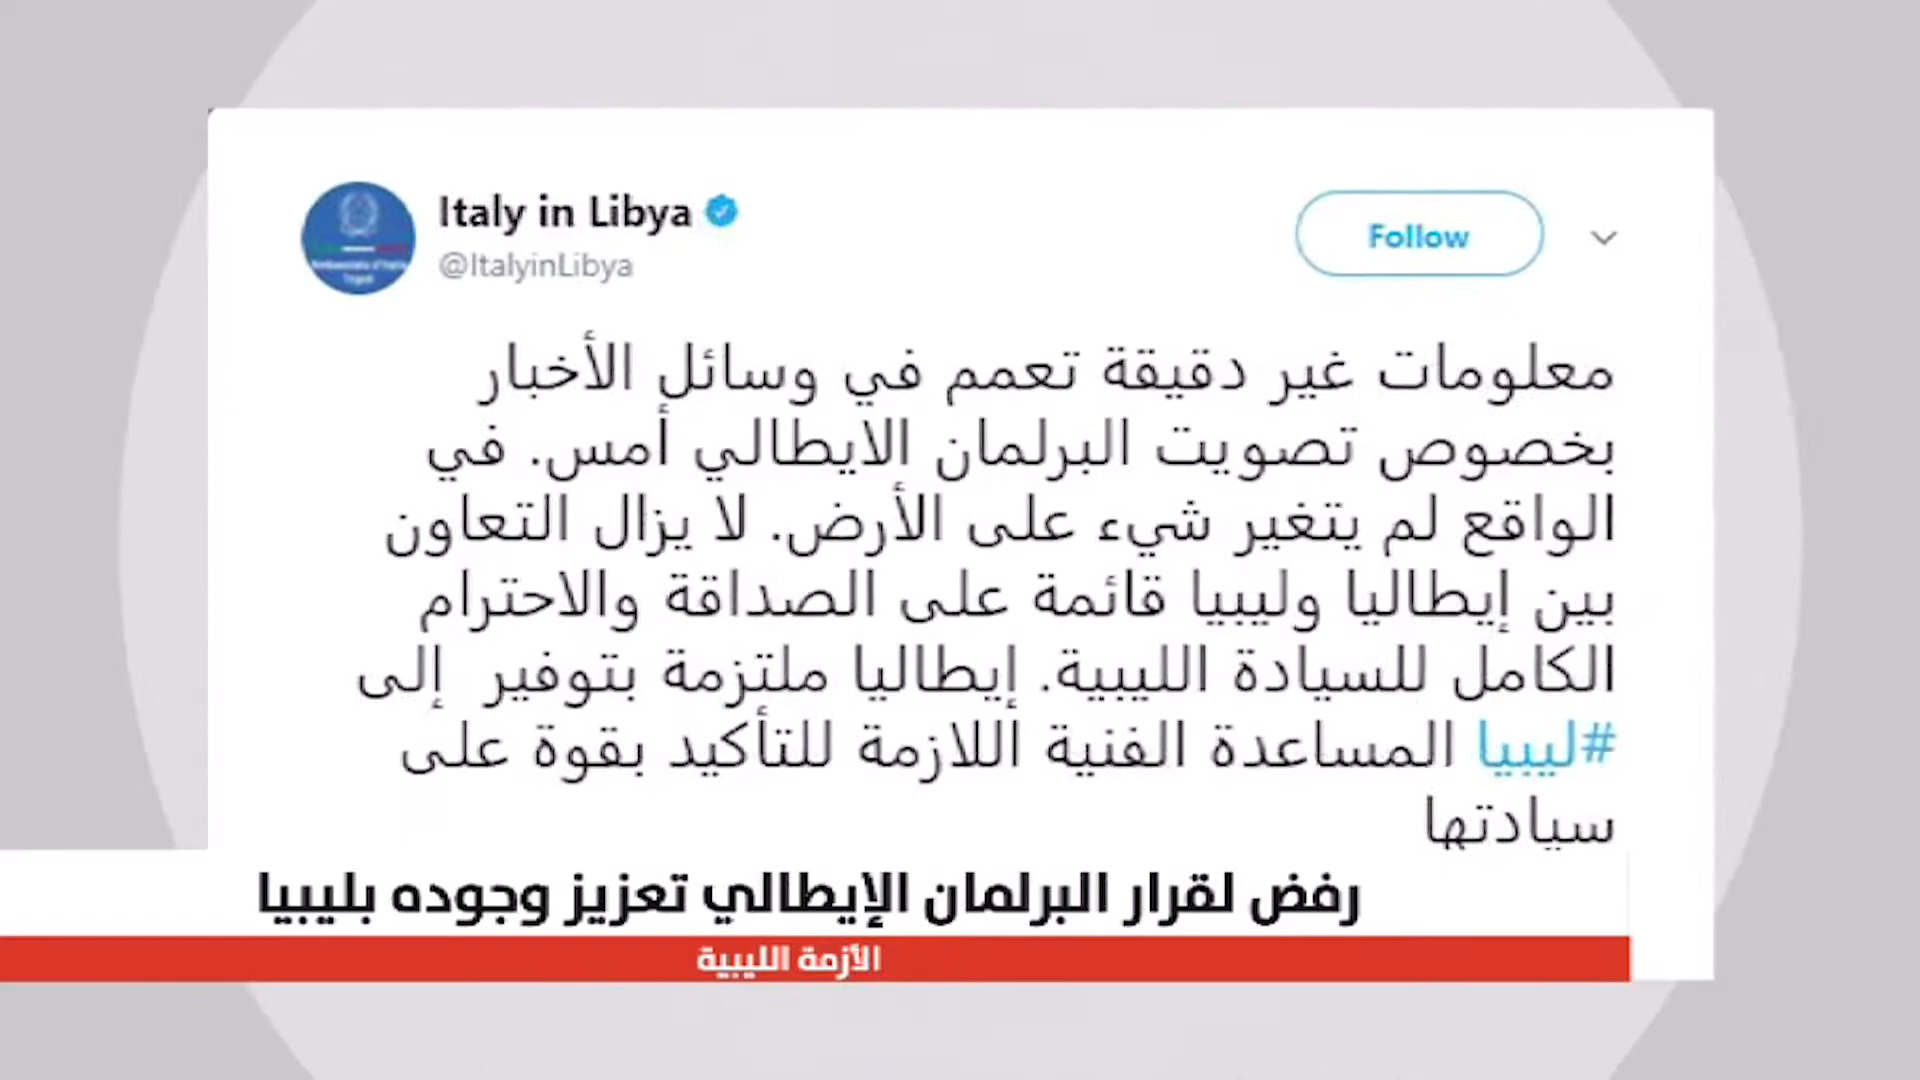 Italy in Libya
@ItalyinLibya
Follow
معلومات غير دقيقة تعمم في وسائل الأخبار
بخصوص تصويت البرلمان الايطالي أمس. في
الواقع لم يتغير شيء على الأرض. لا يزال التعاون
بين إيطاليا وليبيا قائمة على الصداقة والاحترام
الكامل للسيادة الليبية. إيطاليا ملتزمة بتوفير إلى
#ليبيا المساعدة الفنية اللازمة للتأكيد بقوة على
سيادتها
رفض لقرار البرلمان الإيطالي تعزيز وجوده بليبيا
الأزمة الليبية